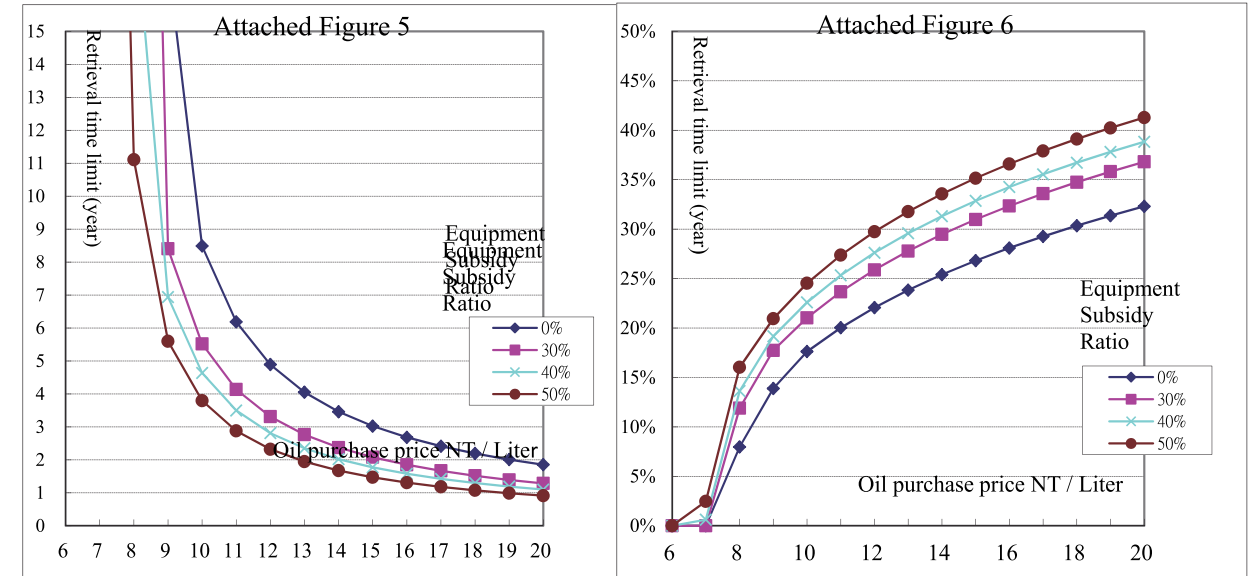 Attached Figure 5
15
14
13
12
11
10
9
8
7
6
5
4
3
2
1
0
Retrieval time limit (year)
Equipment
Subsidy
Ratio
Equipment
Subsidy
Ratio
0%
30%
40%
50%
Oil purchase price NT / Liter
6 7 8 9 10 11 12 13 14 15 16 17 18 19 20
Attached Figure 6
50%
45%
40%
35%
30%
25%
20%
15%
10%
5%
0%
Retrieval time limit (year)
Equipment
Subsidy
Ratio
0%
30%
40%
50%
Oil purchase price NT / Liter
6 8 10 12 14 16 18 20